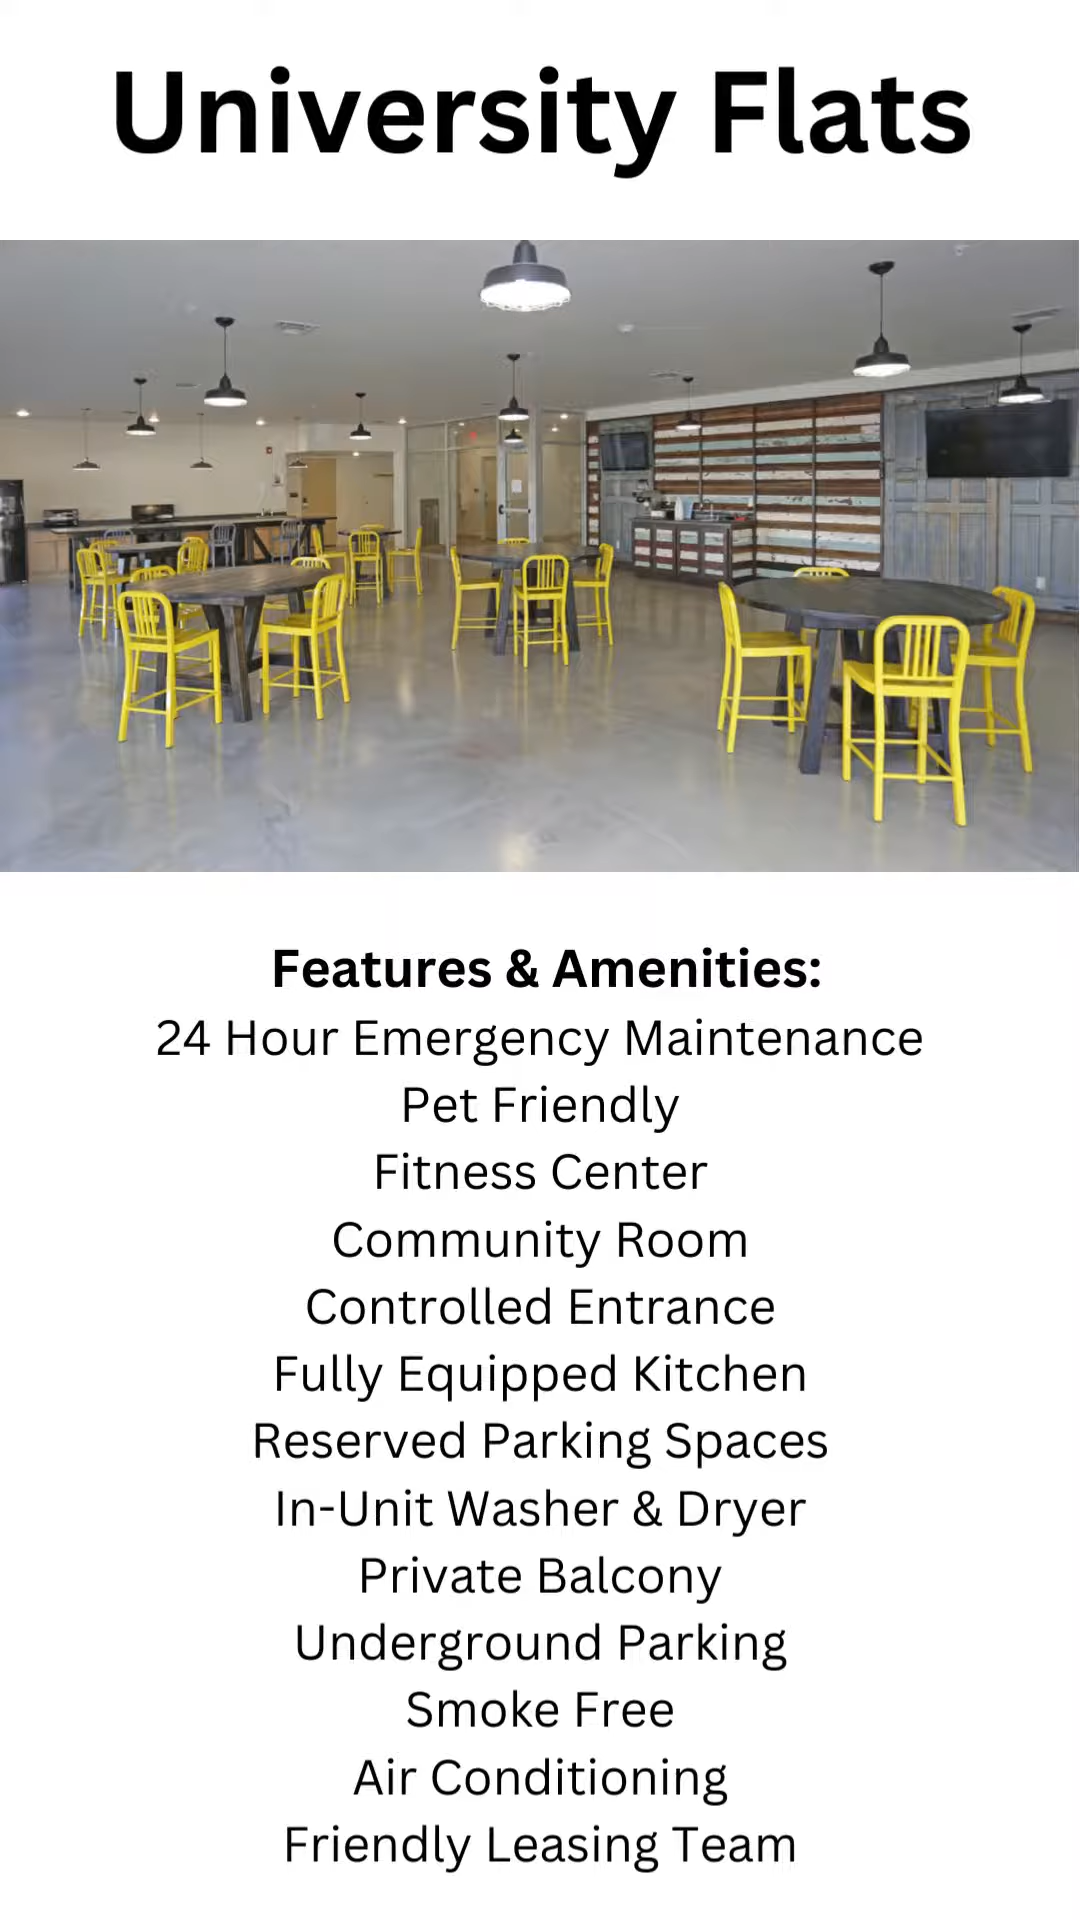 University Flats
Features & Amenities:
24 Hour Emergency Maintenance
Pet Friendly
Fitness Center
Community Room
Controlled Entrance
Fully Equipped Kitchen
Reserved Parking Spaces
In-Unit Washer & Dryer
Private Balcony
Underground Parking
Smoke Free
Air Conditioning
Friendly Leasing Team